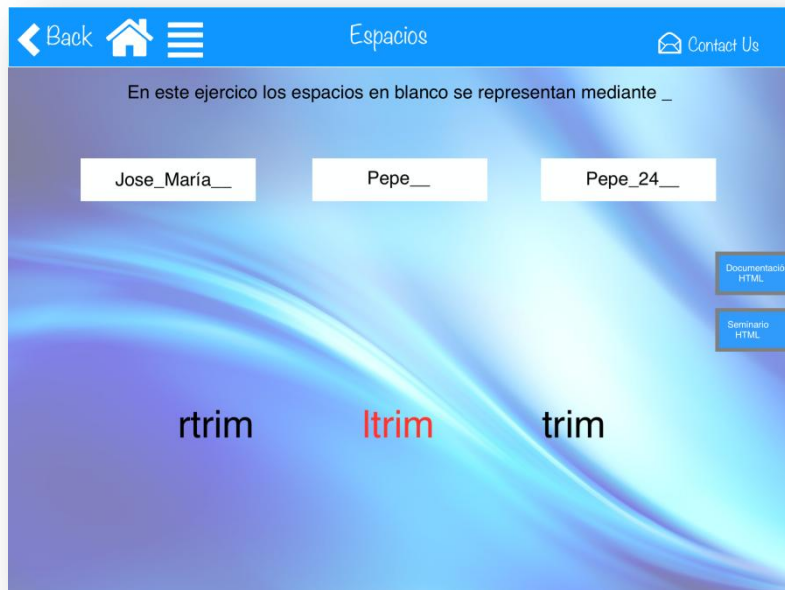 Back
Espacios
Contact Us
En este ejercico los espacios en blanco se representan mediante _
Jose_María__
Pepe__
Pepe_24__
Documentació
HTML
Seminario
HTML
rtrim
ltrim
trim